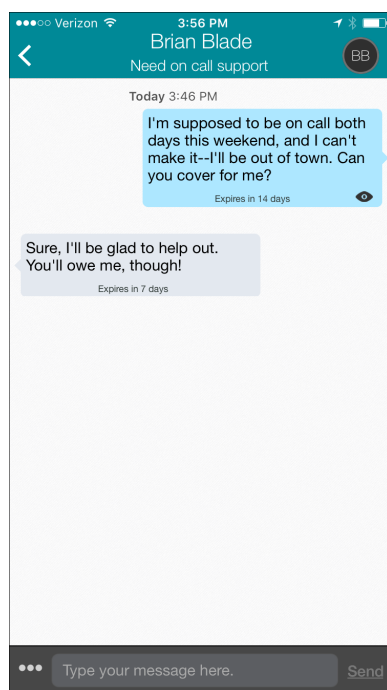 Verizon 3:56 PM
Brian Blade
BB
Need on call support
Today 3:46 PM
I'm supposed to be on call both
days this weekend, and I can't
make it--I'll be out of town. Can
you cover for me?
Expires in 14 days
Sure, I'll be glad to help out.
You'll owe me, though!
Expires in 7 days
Type your message here.
Send